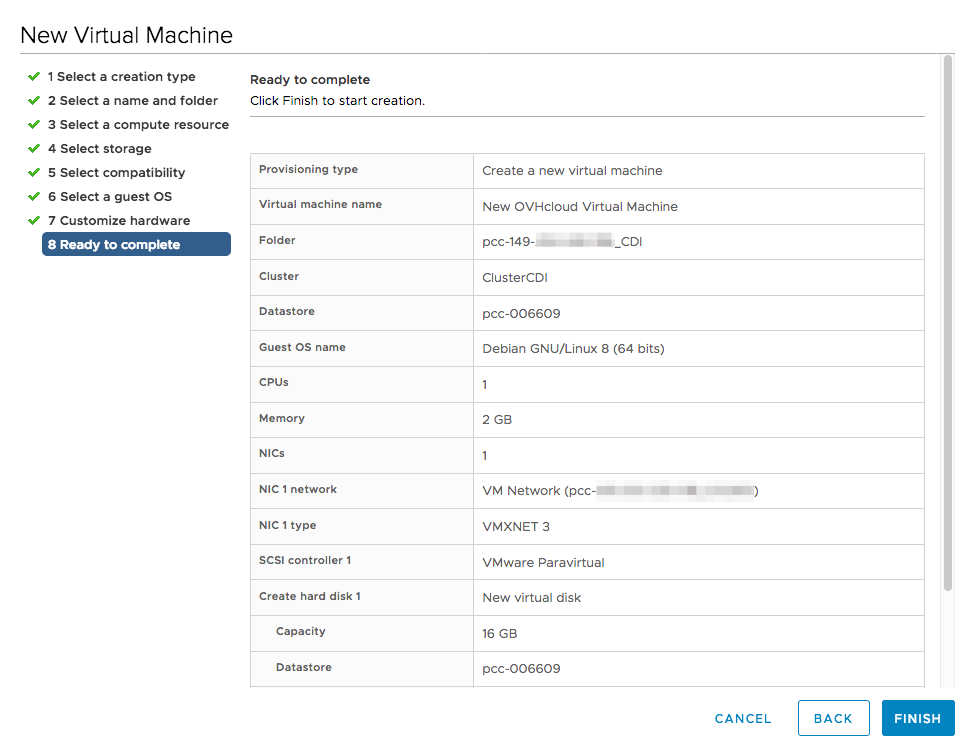 New Virtual Machine
1 Select a creation type
2 Select a name and folder
3 Select a compute resource
4 Select storage
5 Select compatibility
6 Select a guest OS
7 Customize hardware
8 Ready to complete
Ready to complete
Click Finish to start creation.
Provisioning type Create a new virtual machine
Virtual machine name New OVHcloud Virtual Machine
Folder pcc-149- _CDI
Cluster ClusterCDI
Datastore pcc-006609
Guest OS name Debian GNU/Linux 8 (64 bits)
CPUs 1
Memory 2 GB
NICs 1
NIC 1 network VM Network (pcc- )
NIC 1 type VMXNET 3
SCSI controller 1 VMware Paravirtual
Create hard disk 1 New virtual disk
Capacity 16 GB
Datastore pcc-006609
CANCEL BACK FINISH